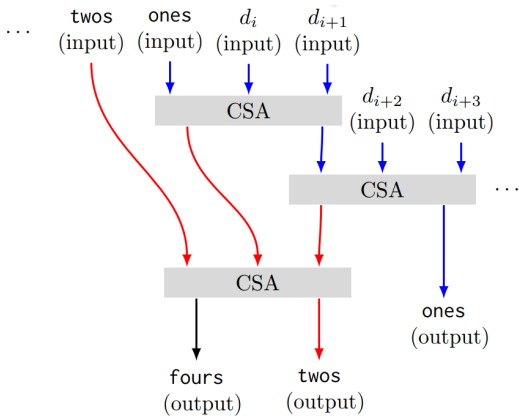 ...
twos
(input)
ones
(input)
d_i
(input)
d_{i+1}
(input)
CSA
d_{i+2}
(input)
d_{i+3}
(input)
CSA
...
CSA
ones
(output)
fours
(output)
twos
(output)